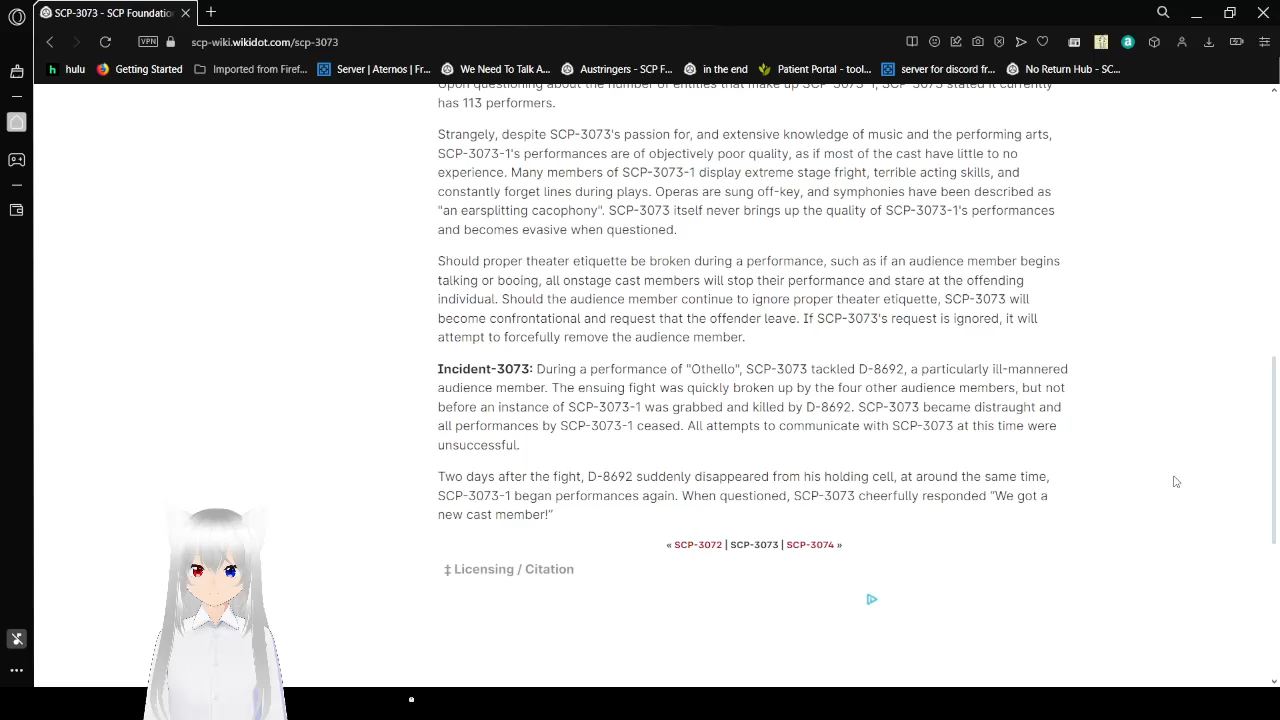 SCP-3073 - SCP Foundatio
scp-wiki.wikidot.com/scp-3073
VPN
hulu
Getting Started
Imported from Firef...
Server | Aternos | Fr...
We Need To Talk A...
Austringers - SCP F...
in the end
Patient Portal - tool...
server for discord fr...
No Return Hub - SC...
Upon questioning about the number of entities that make up SCP-3073-1, SCP-3073 stated it currently
has 113 performers.
Strangely, despite SCP-3073's passion for, and extensive knowledge of music and the performing arts,
SCP-3073-1's performances are of objectively poor quality, as if most of the cast have little to no
experience. Many members of SCP-3073-1 display extreme stage fright, terrible acting skills, and
constantly forget lines during plays. Operas are sung off-key, and symphonies have been described as
"an earsplitting cacophony". SCP-3073 itself never brings up the quality of SCP-3073-1's performances
and becomes evasive when questioned.
Should proper theater etiquette be broken during a performance, such as if an audience member begins
talking or booing, all onstage cast members will stop their performance and stare at the offending
individual. Should the audience member continue to ignore proper theater etiquette, SCP-3073 will
become confrontational and request that the offender leave. If SCP-3073's request is ignored, it will
attempt to forcefully remove the audience member.
Incident-3073: During a performance of "Othello", SCP-3073 tackled D-8692, a particularly ill-mannered
audience member. The ensuing fight was quickly broken up by the four other audience members, but not
before an instance of SCP-3073-1 was grabbed and killed by D-8692. SCP-3073 became distraught and
all performances by SCP-3073-1 ceased. All attempts to communicate with SCP-3073 at this time were
unsuccessful.
Two days after the fight, D-8692 suddenly disappeared from his holding cell, at around the same time,
SCP-3073-1 began performances again. When questioned, SCP-3073 cheerfully responded “We got a
new cast member!”
« SCP-3072 | SCP-3073 | SCP-3074 »
‡ Licensing / Citation